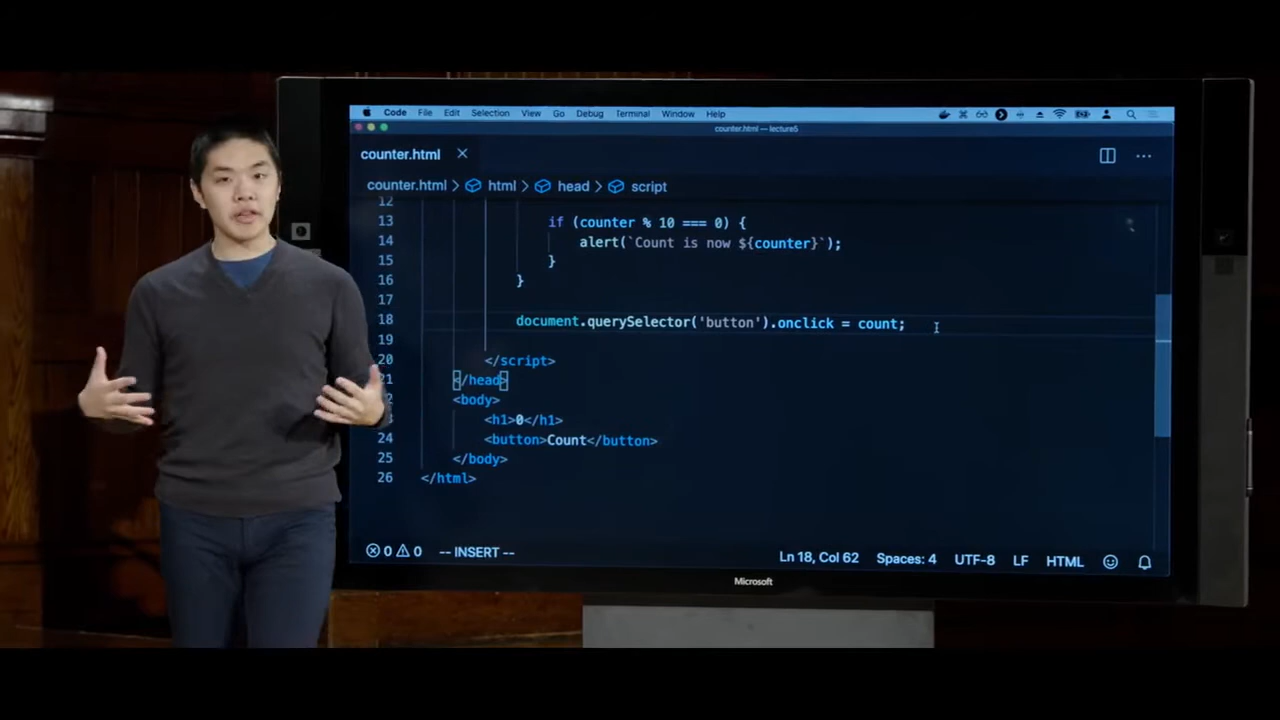 Code File Edit Selection View Go Debug Terminal Window Help
counter.html — lecture5
counter.html
counter.html > html > head > script
12
13 if (counter % 10 === 0) {
14 alert(`Count is now ${counter}`);
15 }
16 }
17
18 document.querySelector('button').onclick = count;
19
20 </script>
21 </head>
2 <body>
3 <h1>0</h1>
24 <button>Count</button>
25 </body>
26 </html>
0 0 -- INSERT -- Ln 18, Col 62 Spaces: 4 UTF-8 LF HTML
Microsoft